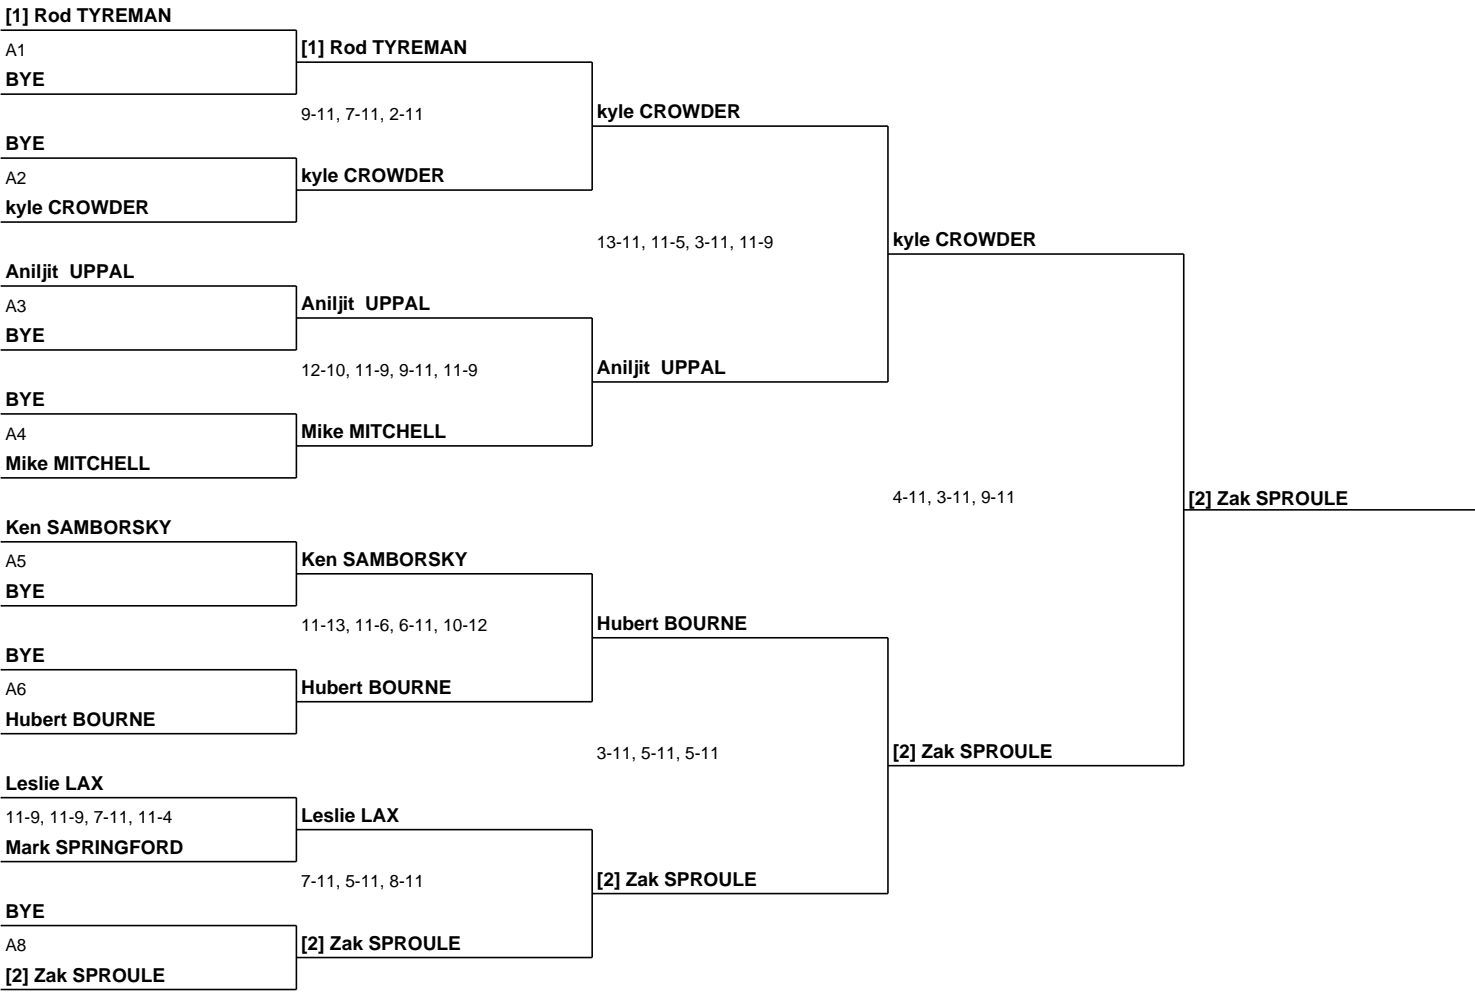 [1] Rod TYREMAN
A1
BYE
BYE
A2
kyle CROWDER
Aniljit  UPPAL
A3
BYE
BYE
A4
Mike MITCHELL
Ken SAMBORSKY
A5
BYE
BYE
A6
Hubert BOURNE
Leslie LAX
11-9, 11-9, 7-11, 11-4
Mark SPRINGFORD
BYE
A8
[2] Zak SPROULE
[1] Rod TYREMAN
9-11, 7-11, 2-11
kyle CROWDER
Aniljit  UPPAL
12-10, 11-9, 9-11, 11-9
Mike MITCHELL
Ken SAMBORSKY
11-13, 11-6, 6-11, 10-12
Hubert BOURNE
Leslie LAX
7-11, 5-11, 8-11
[2] Zak SPROULE
kyle CROWDER
13-11, 11-5, 3-11, 11-9
Aniljit  UPPAL
Hubert BOURNE
3-11, 5-11, 5-11
[2] Zak SPROULE
kyle CROWDER
4-11, 3-11, 9-11
[2] Zak SPROULE
[2] Zak SPROULE